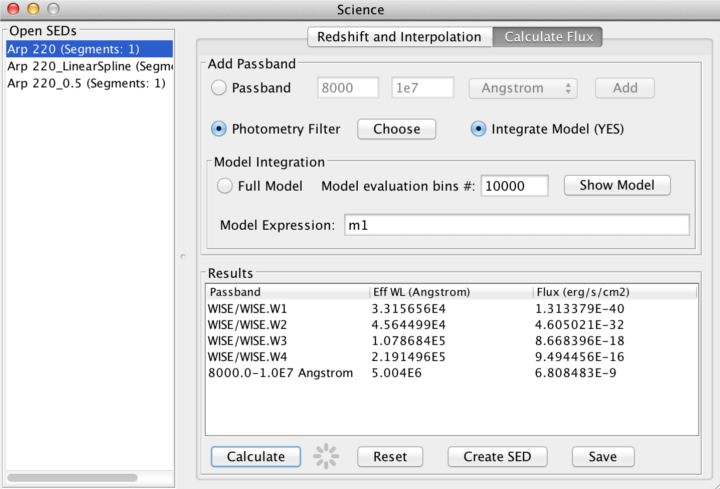 Science
Open SEDs
Arp 220 (Segments: 1)
Arp 220_LinearSpline (Segm
Arp 220_0.5 (Segments: 1)
Redshift and Interpolation
Calculate Flux
Add Passband
Passband 8000 1e7 Angstrom Add
Photometry Filter Choose Integrate Model (YES)
Model Integration
Full Model Model evaluation bins #: 10000 Show Model
Model Expression: m1
Results
Passband Eff WL (Angstrom) Flux (erg/s/cm2)
WISE/WISE.W1 3.315656E4 1.313379E-40
WISE/WISE.W2 4.564499E4 4.605021E-32
WISE/WISE.W3 1.078684E5 8.668396E-18
WISE/WISE.W4 2.191496E5 9.494456E-16
8000.0-1.0E7 Angstrom 5.004E6 6.808483E-9
Calculate Reset Create SED Save